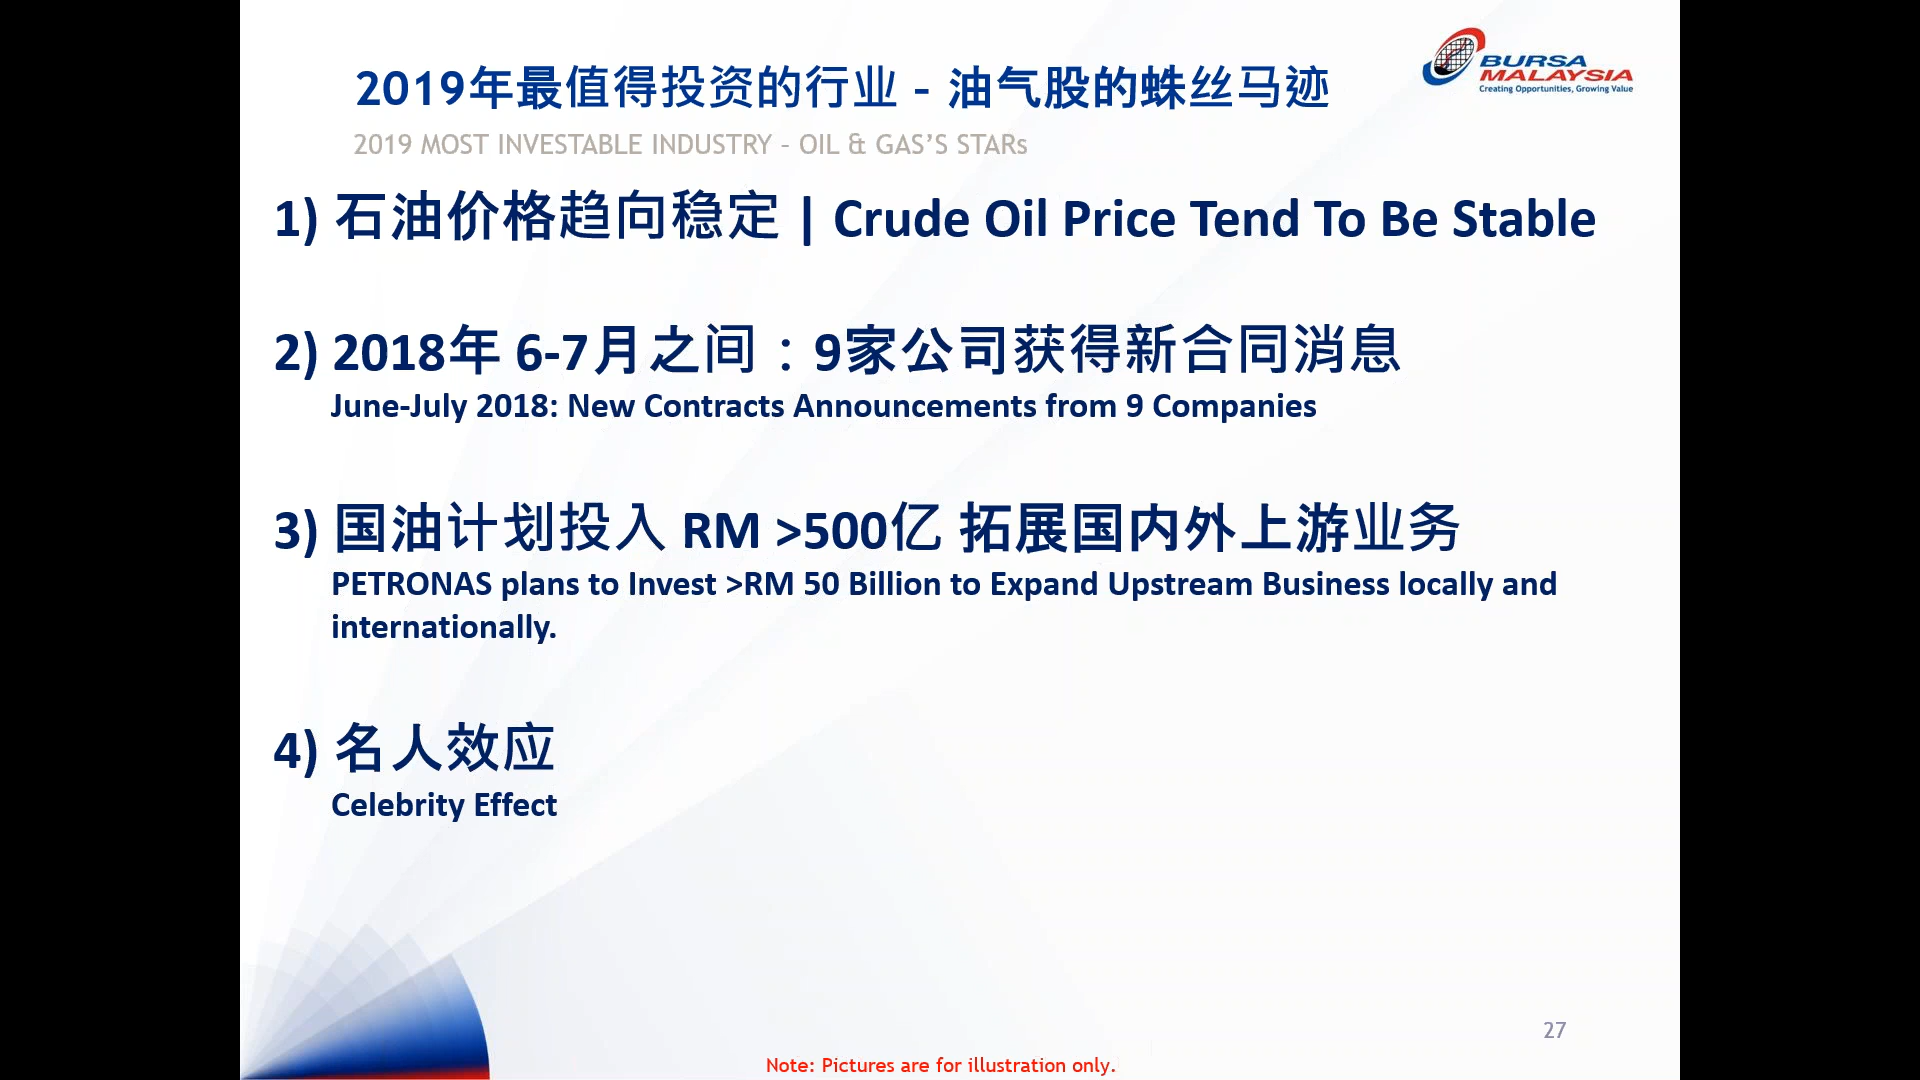 2019年最值得投资的行业 - 油气股的蛛丝马迹
BURSA
MALAYSIA
Creating Opportunities, Growing Value
2019 MOST INVESTABLE INDUSTRY - OIL & GAS’S STARs
1) 石油价格趋向稳定 | Crude Oil Price Tend To Be Stable
2) 2018年 6-7月之间：9家公司获得新合同消息
June-July 2018: New Contracts Announcements from 9 Companies
3) 国油计划投入 RM >500亿 拓展国内外上游业务
PETRONAS plans to Invest >RM 50 Billion to Expand Upstream Business locally and
internationally.
4) 名人效应
Celebrity Effect
27
Note: Pictures are for illustration only.